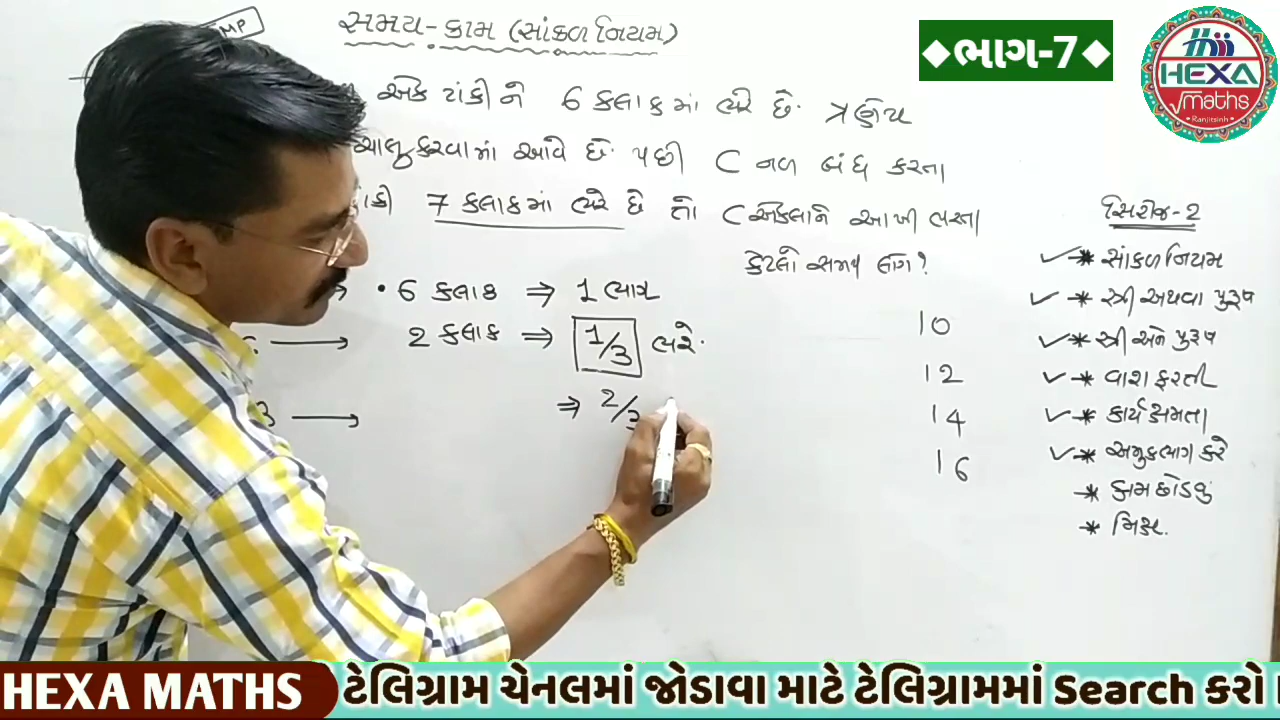 સમય - કામ (સાંકળ નિયમ)
◆ભાગ-7◆
HEXA
maths
Ranjitsinh
એક ટાંકીને 6 કલાકમાં ભરે છે. ત્રણેય
ચાલુ કરવામાં આવે છે પછી C નળ બંધ કરતા
7 કલાકમાં ભરે છે તો C એકલાને આખી ભરતા
કેટલો સમય લાગે?
• 6 કલાક ⇒ 1 ભાગ
2 કલાક ⇒ 1/3 ભરે.
⇒ 2/3
10
12
14
16
સિરીઝ-2
* સાંકળ નિયમ
* સ્ત્રી અથવા પુરૂષ
* સ્ત્રી અને પુરૂષ
* વારા ફરતી
* કાર્યક્ષમતા
* અમુક ભાગ કરે
* કામ છોડવું
* મિક્ષ.
HEXA MATHS
ટેલિગ્રામ ચેનલમાં જોડાવા માટે ટેલિગ્રામમાં Search કરો